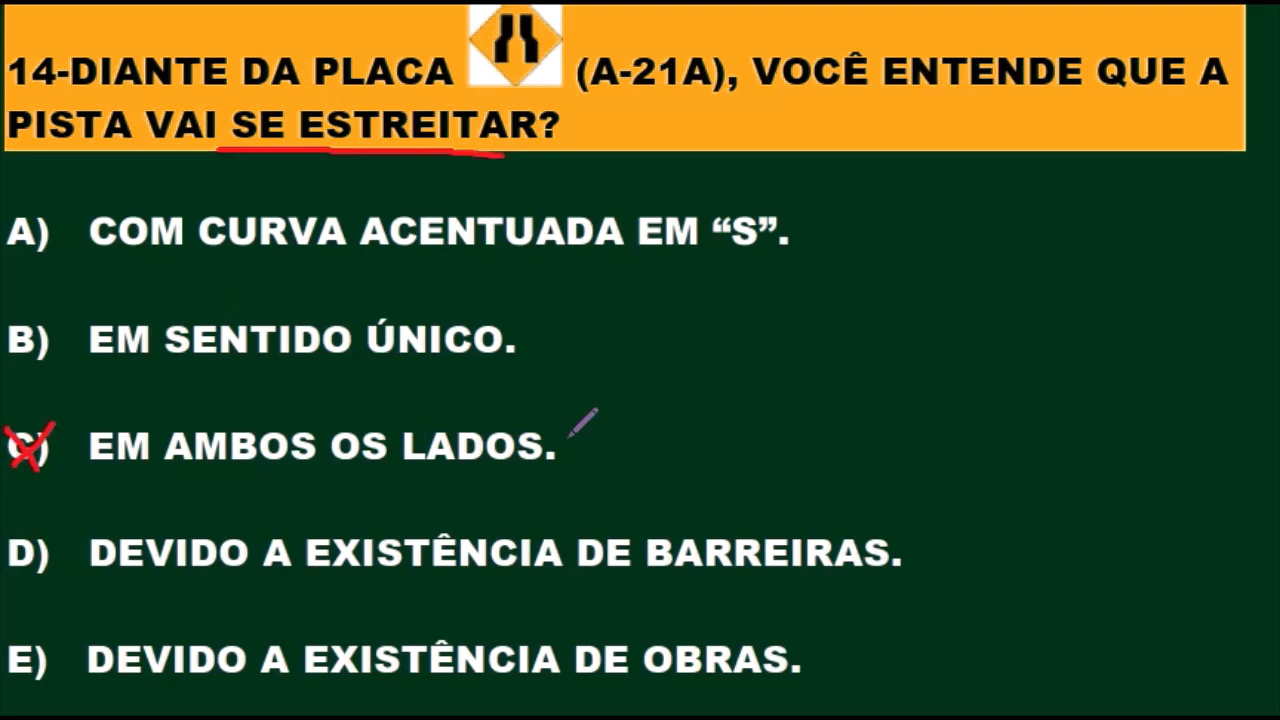 14-DIANTE DA PLACA (A-21A), VOCÊ ENTENDE QUE A
PISTA VAI SE ESTREITAR?
A) COM CURVA ACENTUADA EM “S”.
B) EM SENTIDO ÚNICO.
C) EM AMBOS OS LADOS.
D) DEVIDO A EXISTÊNCIA DE BARREIRAS.
E) DEVIDO A EXISTÊNCIA DE OBRAS.